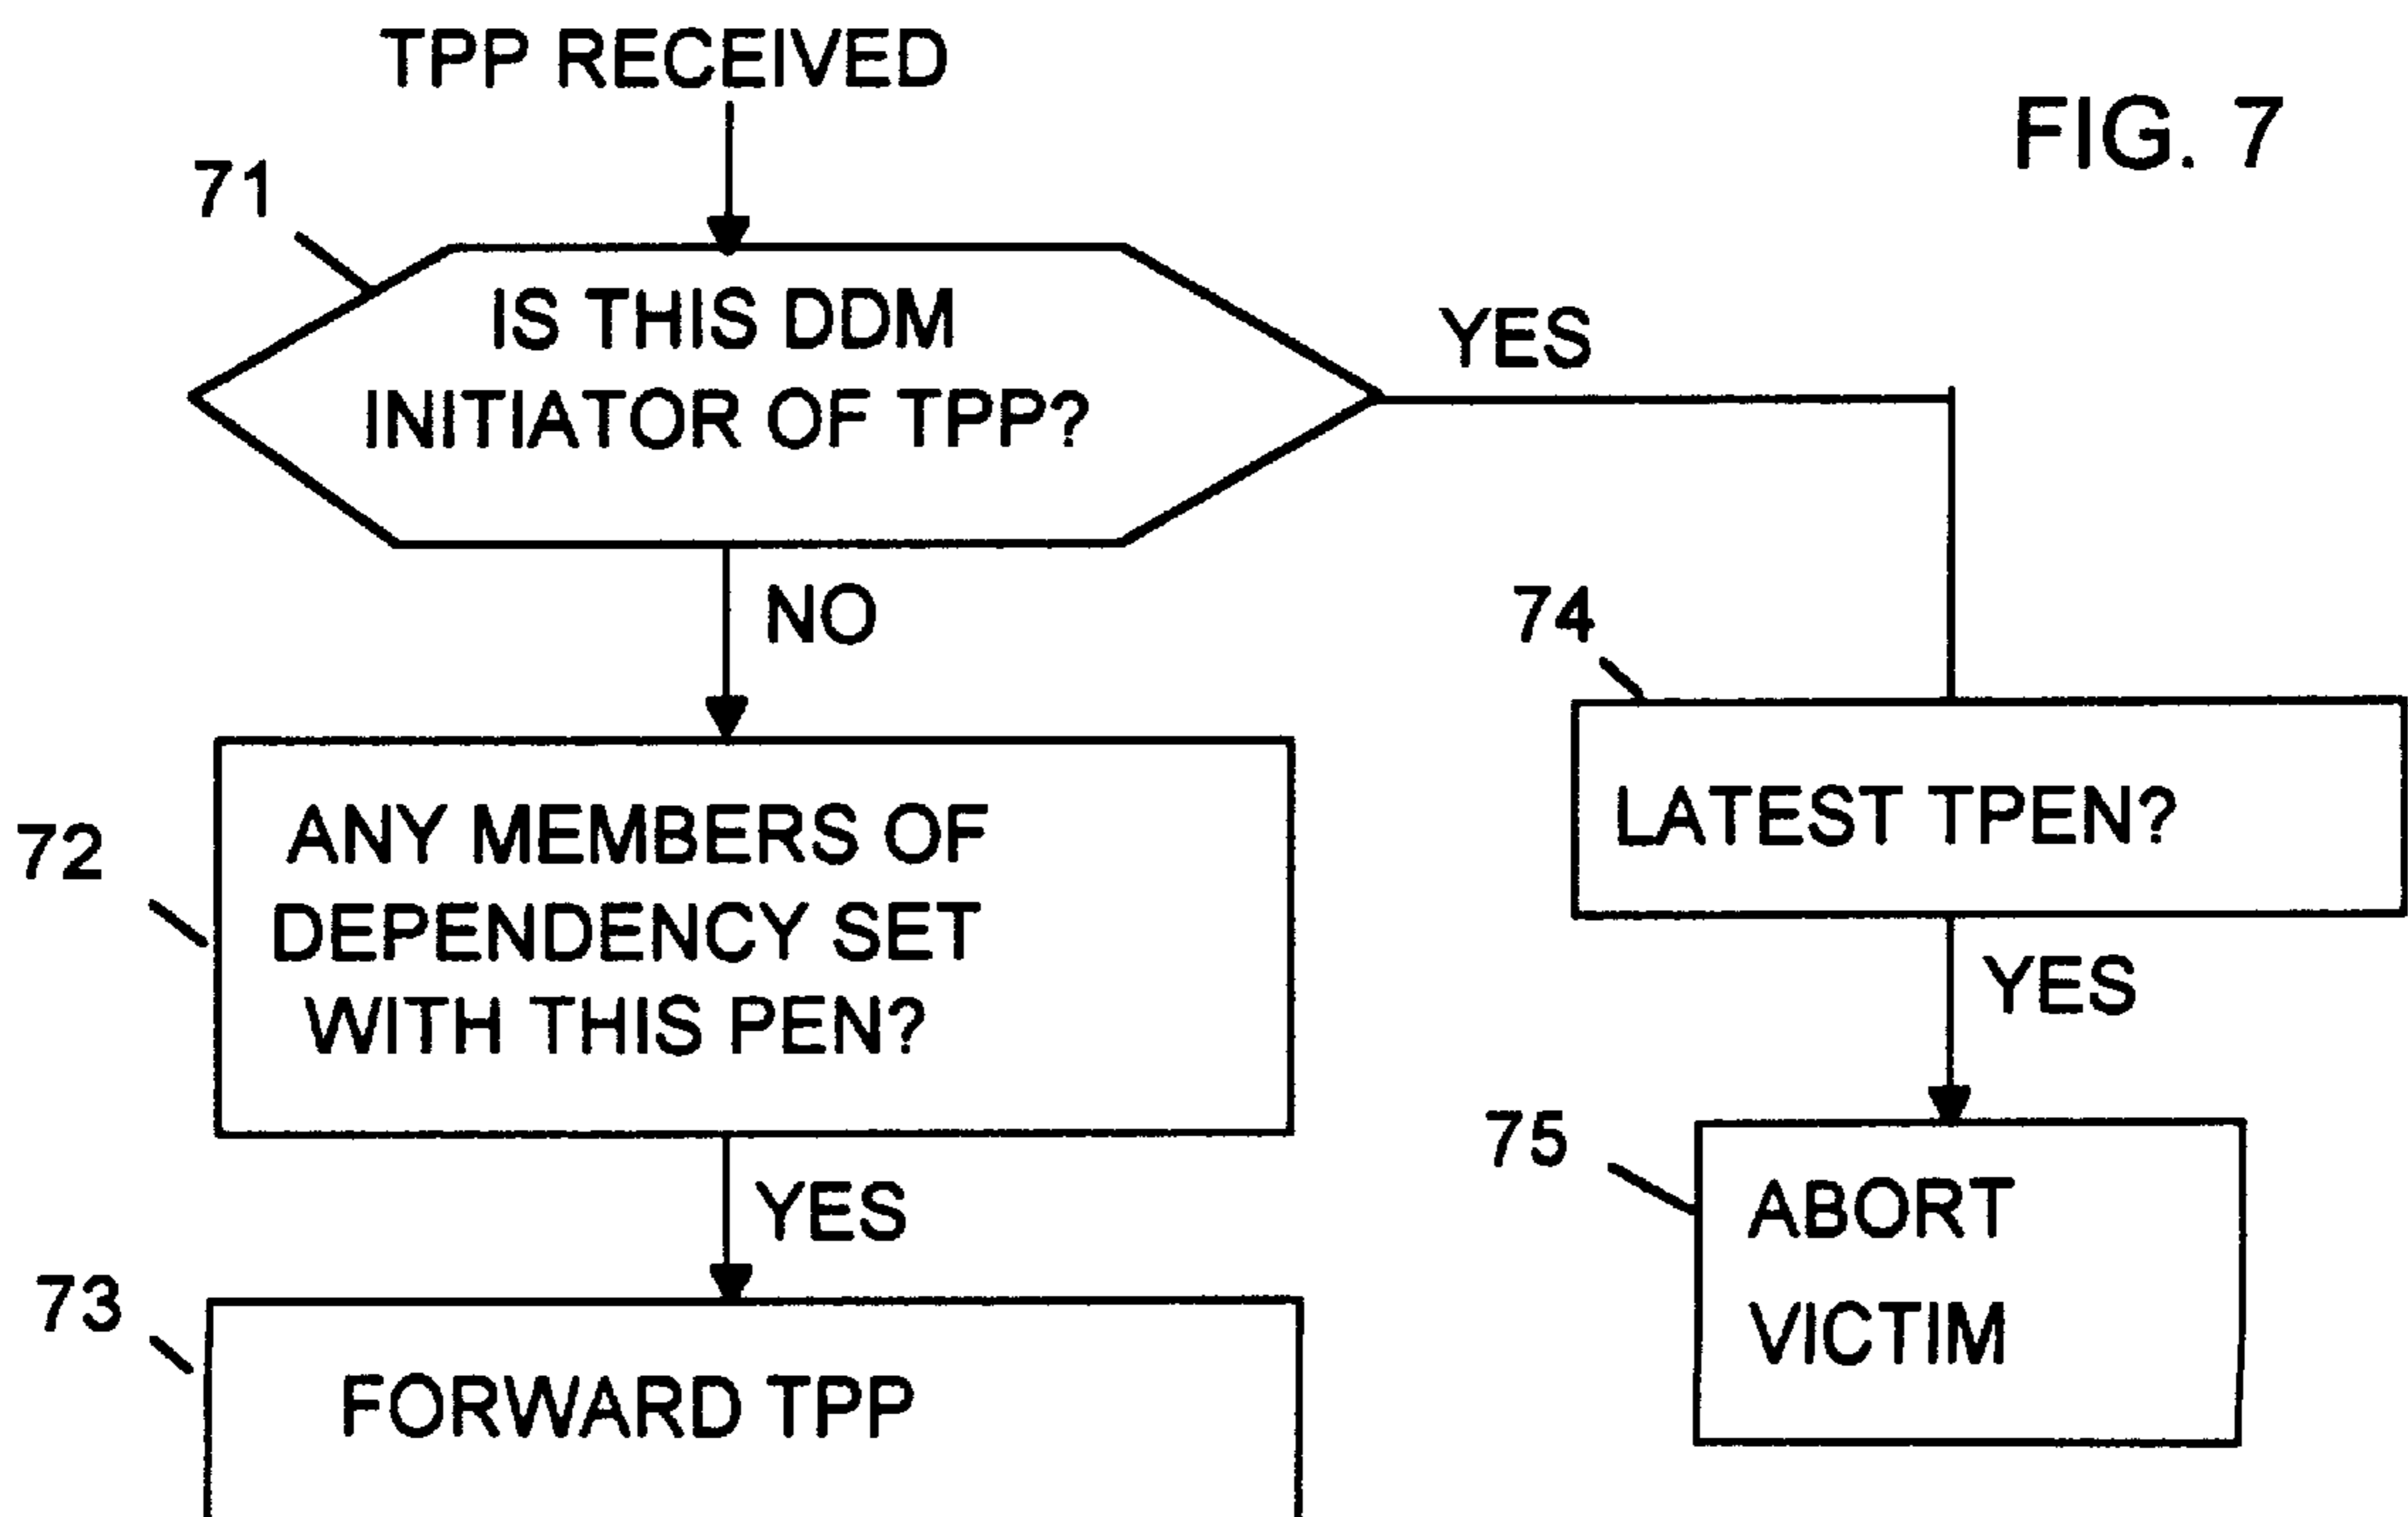 TPP RECEIVED
FIG. 7
71
IS THIS DDM
INITIATOR OF TPP?
YES
NO
74
LATEST TPEN?
72
ANY MEMBERS OF
DEPENDENCY SET
WITH THIS PEN?
YES
75
ABORT
VICTIM
YES
73
FORWARD TPP